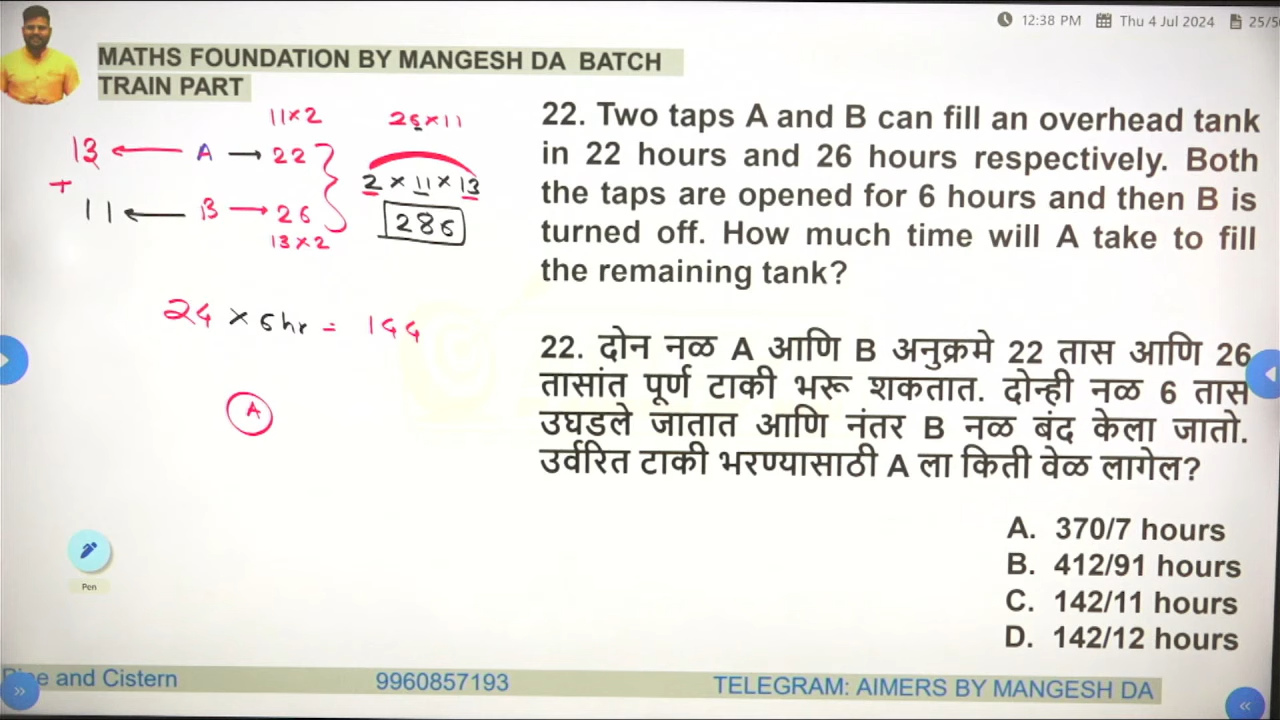 12:38 PM Thu 4 Jul 2024 25/5
MATHS FOUNDATION BY MANGESH DA BATCH
TRAIN PART
11×2
26×11
13 ← A → 22
2 × 11 × 13
+
11 ← B → 26
286
13×2
24 × 6hr = 144
A
22. Two taps A and B can fill an overhead tank
in 22 hours and 26 hours respectively. Both
the taps are opened for 6 hours and then B is
turned off. How much time will A take to fill
the remaining tank?
22. दोन नळ A आणि B अनुक्रमे 22 तास आणि 26
तासांत पूर्ण टाकी भरू शकतात. दोन्ही नळ 6 तास
उघडले जातात आणि नंतर B नळ बंद केला जातो.
उर्वरित टाकी भरण्यासाठी A ला किती वेळ लागेल?
A. 370/7 hours
B. 412/91 hours
C. 142/11 hours
D. 142/12 hours
Pen
and Cistern
9960857193
TELEGRAM: AIMERS BY MANGESH DA